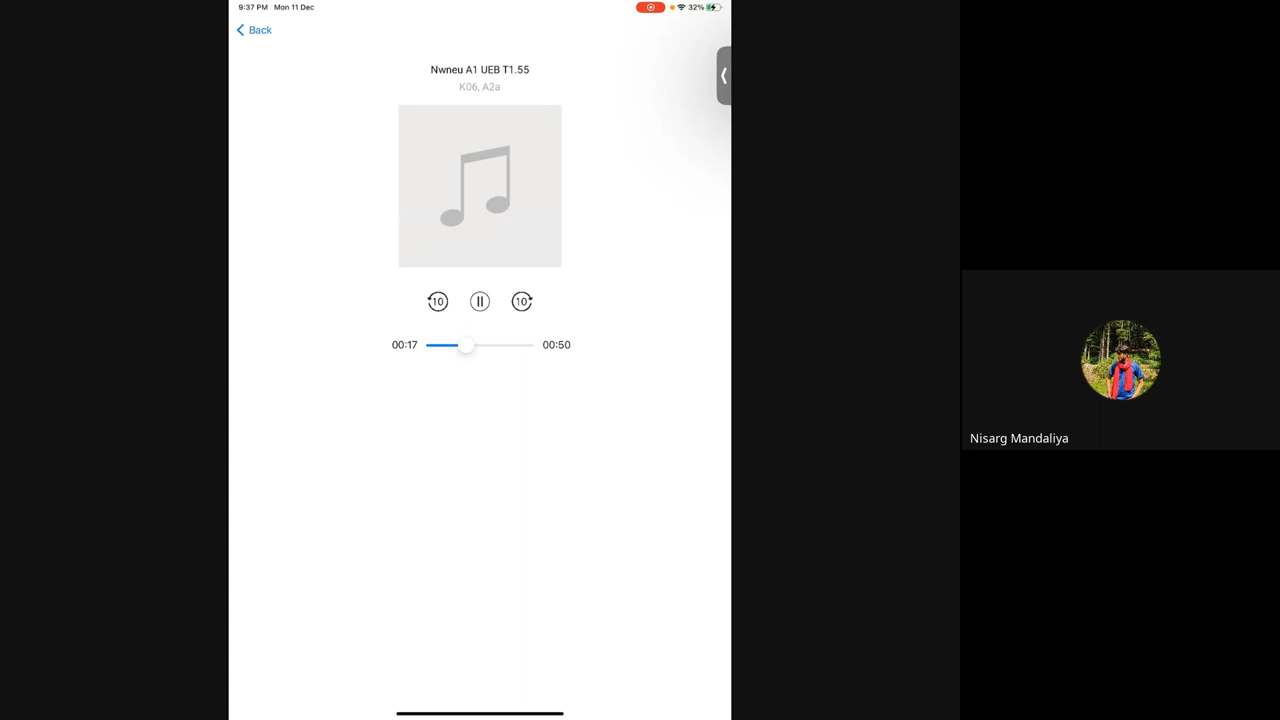 9:37 PM Mon 11 Dec
32%
Back
Nwneu A1 UEB T1.55
K06, A2a
10
10
00:17
00:50
Nisarg Mandaliya